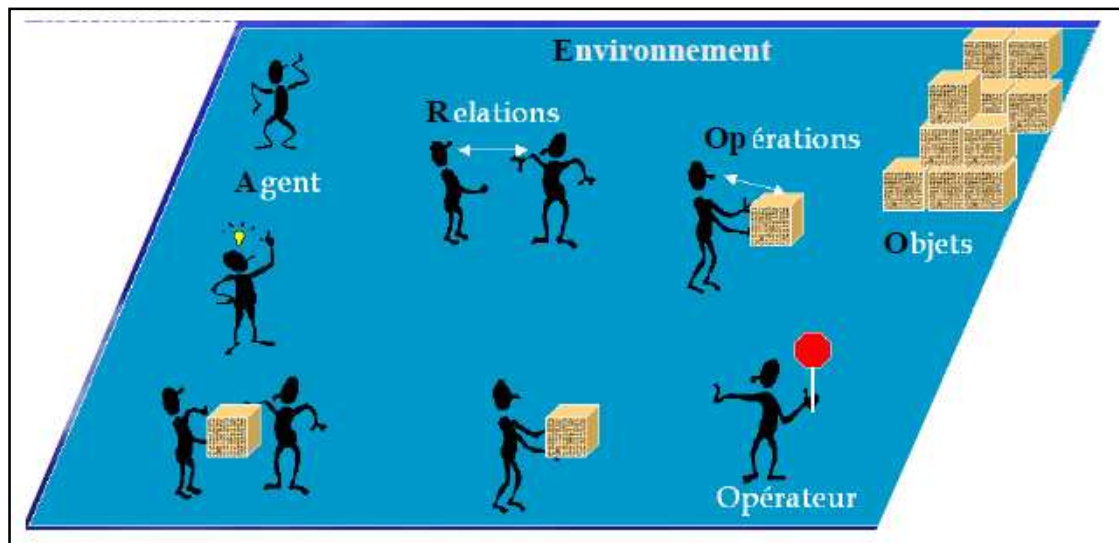 Environnement
Relations
Opérations
Agent
Objets
Opérateur